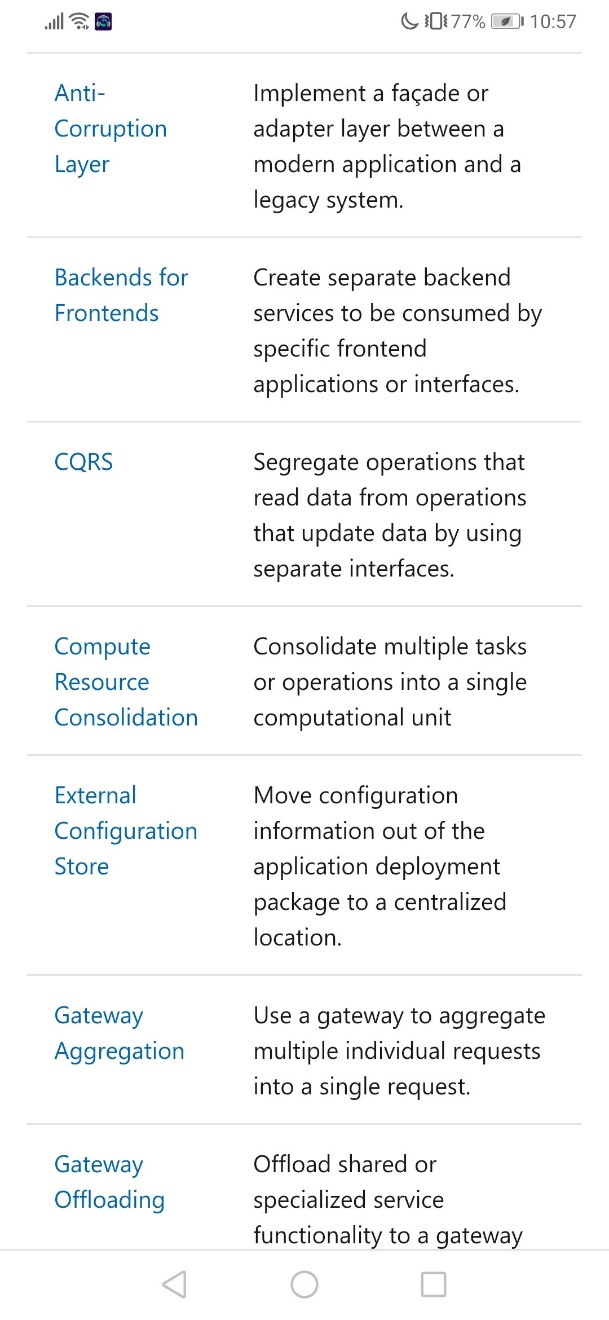 77% 10:57
Anti-
Corruption
Layer
Implement a façade or
adapter layer between a
modern application and a
legacy system.
Backends for
Frontends
Create separate backend
services to be consumed by
specific frontend
applications or interfaces.
CQRS
Segregate operations that
read data from operations
that update data by using
separate interfaces.
Compute
Resource
Consolidation
Consolidate multiple tasks
or operations into a single
computational unit
External
Configuration
Store
Move configuration
information out of the
application deployment
package to a centralized
location.
Gateway
Aggregation
Use a gateway to aggregate
multiple individual requests
into a single request.
Gateway
Offloading
Offload shared or
specialized service
functionality to a gateway